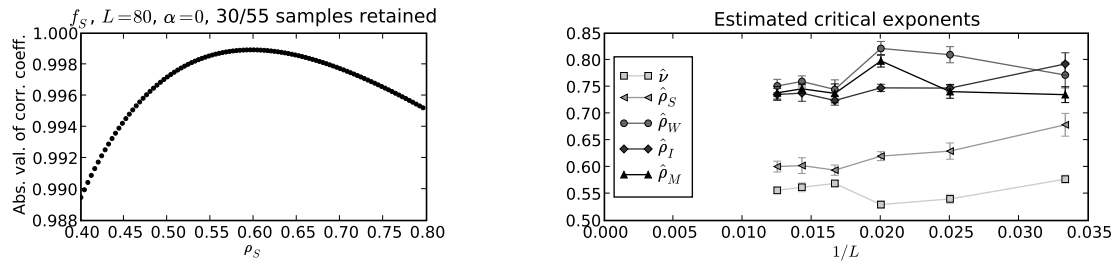 f_S, L=80, α=0, 30/55 samples retained
Abs. val. of corr. coeff.
1.000
0.998
0.996
0.994
0.992
0.990
0.988
0.40 0.45 0.50 0.55 0.60 0.65 0.70 0.75 0.80
ρ_S
Estimated critical exponents
0.85
0.80
0.75
0.70
0.65
0.60
0.55
0.50
ν̂
ρ̂_S
ρ̂_W
ρ̂_I
ρ̂_M
0.000 0.005 0.010 0.015 0.020 0.025 0.030 0.035
1/L